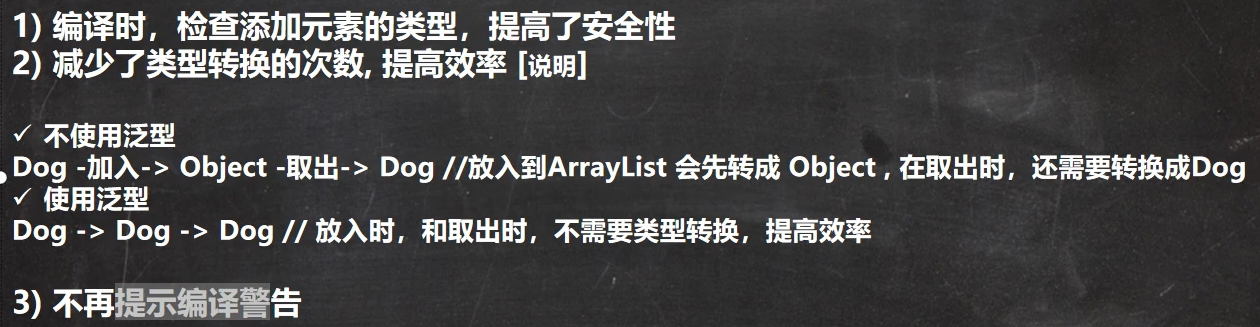 1) 编译时，检查添加元素的类型，提高了安全性
2) 减少了类型转换的次数, 提高效率 [说明]
✓ 不使用泛型
Dog -加入-> Object -取出-> Dog //放入到ArrayList 会先转成 Object , 在取出时，还需要转换成Dog
✓ 使用泛型
Dog -> Dog -> Dog // 放入时，和取出时，不需要类型转换，提高效率
3) 不再提示编译警告